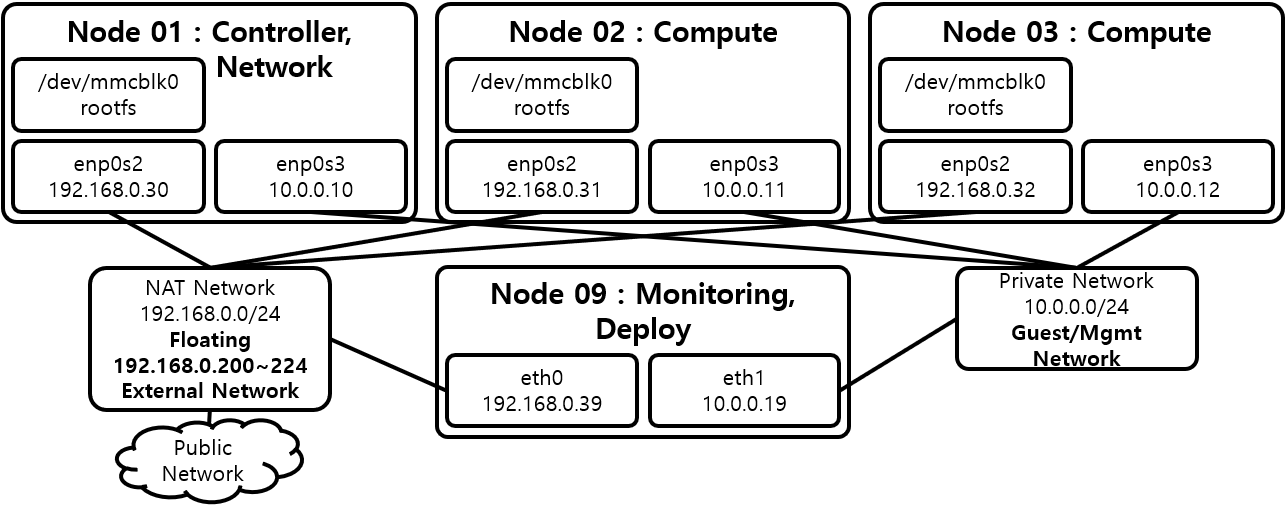 Node 01 : Controller,
Network
/dev/mmcblk0
rootfs
enp0s2
192.168.0.30
enp0s3
10.0.0.10
Node 02 : Compute
/dev/mmcblk0
rootfs
enp0s2
192.168.0.31
enp0s3
10.0.0.11
Node 03 : Compute
/dev/mmcblk0
rootfs
enp0s2
192.168.0.32
enp0s3
10.0.0.12
NAT Network
192.168.0.0/24
Floating
192.168.0.200~224
External Network
Public
Network
Node 09 : Monitoring,
Deploy
eth0
192.168.0.39
eth1
10.0.0.19
Private Network
10.0.0.0/24
Guest/Mgmt
Network